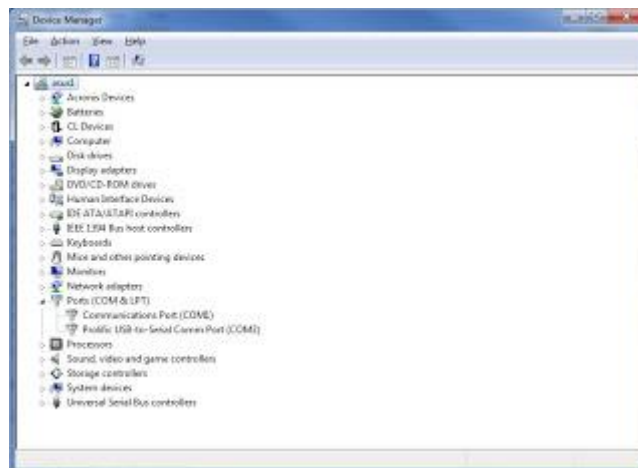 Device Manager
File Action View Help
Acronis Devices
Batteries
CL Devices
Computer
Disk drives
Display adapters
DVD/CD-ROM drives
Human Interface Devices
IDE ATA/ATAPI controllers
IEEE 1394 Bus host controllers
Keyboards
Mice and other pointing devices
Monitors
Network adapters
Ports (COM & LPT)
Communications Port (COM1)
Prolific USB-to-Serial Comm Port (COM3)
Processors
Sound, video and game controllers
Storage controllers
System devices
Universal Serial Bus controllers